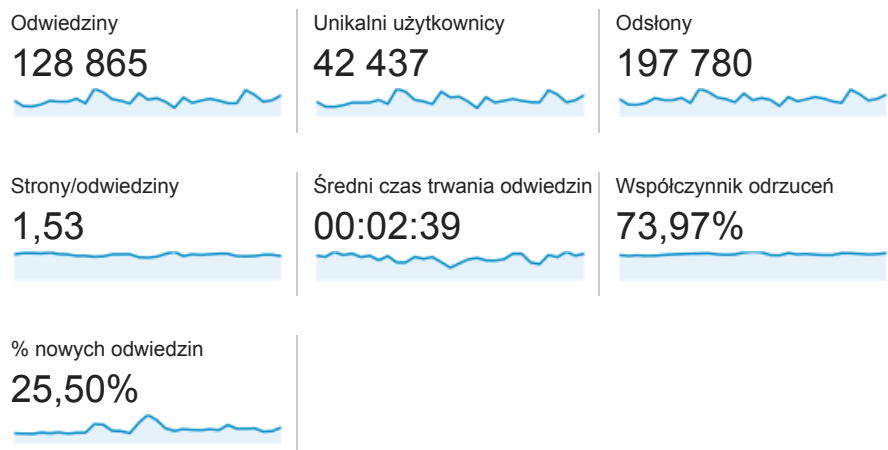 Odwiedziny
128 865
Unikalni użytkownicy
42 437
Odsłony
197 780
Strony/odwiedziny
1,53
Średni czas trwania odwiedzin
00:02:39
Współczynnik odrzuceń
73,97%
% nowych odwiedzin
25,50%